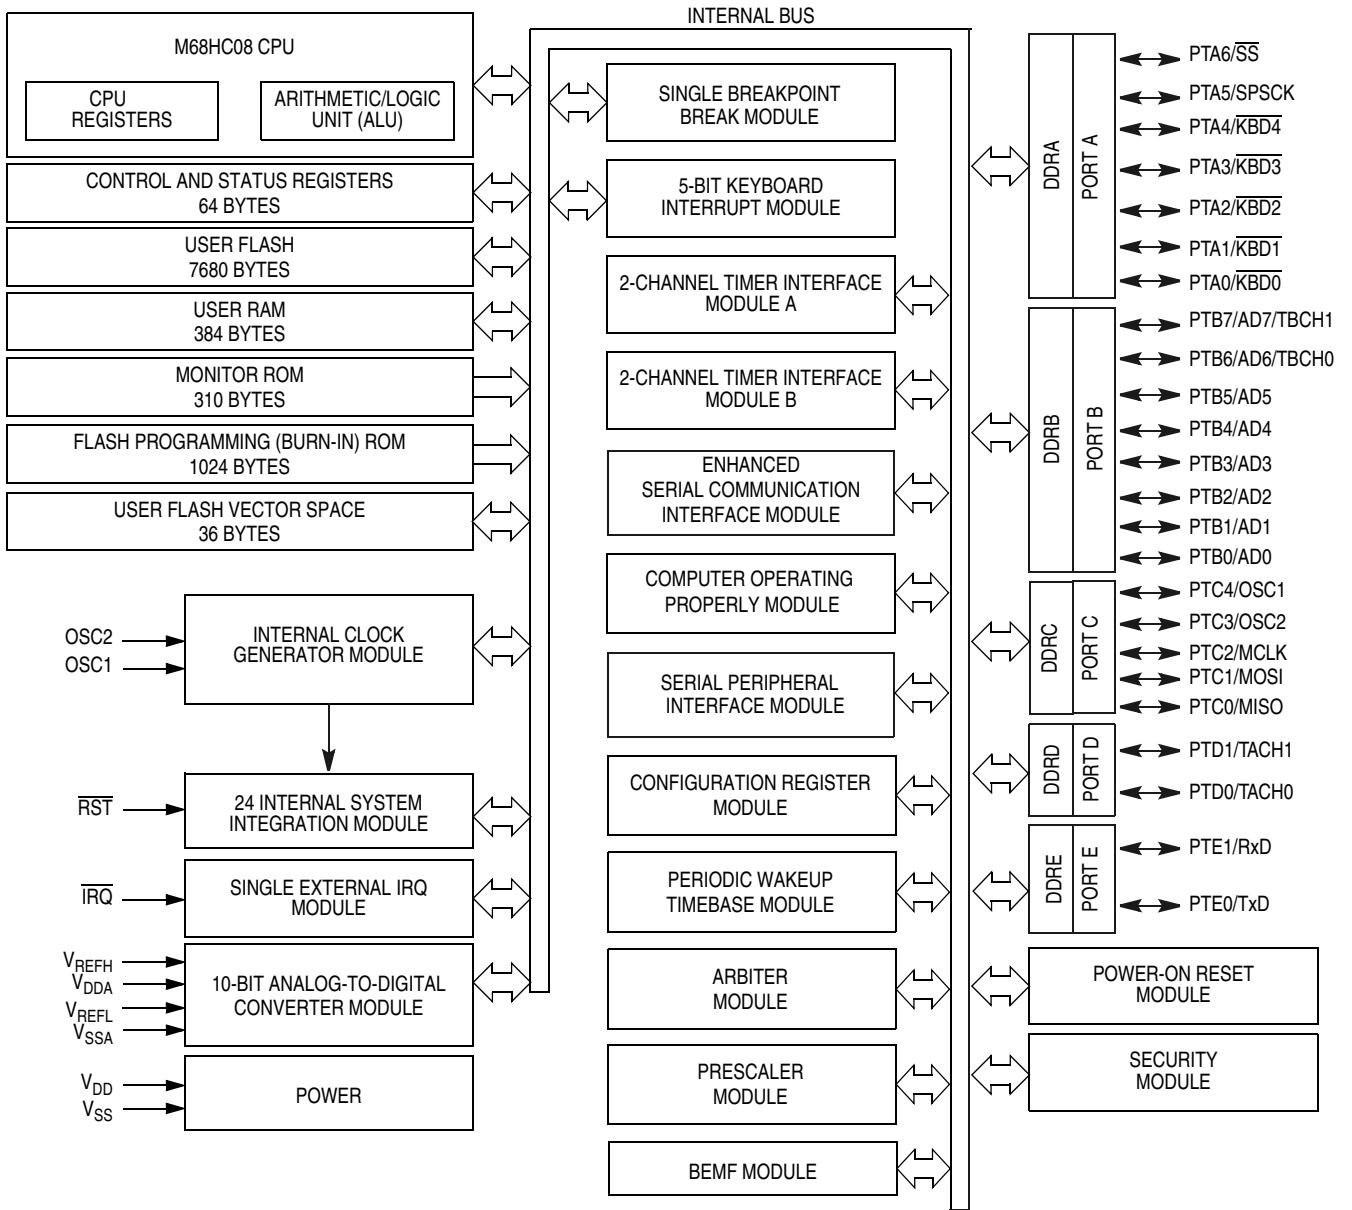 INTERNAL BUS
M68HC08 CPU
CPU
REGISTERS
ARITHMETIC/LOGIC
UNIT (ALU)
CONTROL AND STATUS REGISTERS
64 BYTES
USER FLASH
7680 BYTES
USER RAM
384 BYTES
MONITOR ROM
310 BYTES
FLASH PROGRAMMING (BURN-IN) ROM
1024 BYTES
USER FLASH VECTOR SPACE
36 BYTES
OSC2
OSC1
INTERNAL CLOCK
GENERATOR MODULE
RST
24 INTERNAL SYSTEM
INTEGRATION MODULE
IRQ
SINGLE EXTERNAL IRQ
MODULE
VREFH
VDDA
VREFL
VSSA
10-BIT ANALOG-TO-DIGITAL
CONVERTER MODULE
VDD
VSS
POWER
SINGLE BREAKPOINT
BREAK MODULE
5-BIT KEYBOARD
INTERRUPT MODULE
2-CHANNEL TIMER INTERFACE
MODULE A
2-CHANNEL TIMER INTERFACE
MODULE B
ENHANCED
SERIAL COMMUNICATION
INTERFACE MODULE
COMPUTER OPERATING
PROPERLY MODULE
SERIAL PERIPHERAL
INTERFACE MODULE
CONFIGURATION REGISTER
MODULE
PERIODIC WAKEUP
TIMEBASE MODULE
ARBITER
MODULE
PRESCALER
MODULE
BEMF MODULE
DDRA
PORT A
PTA6/SS
PTA5/SPSCK
PTA4/KBD4
PTA3/KBD3
PTA2/KBD2
PTA1/KBD1
PTA0/KBD0
DDRB
PORT B
PTB7/AD7/TBCH1
PTB6/AD6/TBCH0
PTB5/AD5
PTB4/AD4
PTB3/AD3
PTB2/AD2
PTB1/AD1
PTB0/AD0
DDRC
PORT C
PTC4/OSC1
PTC3/OSC2
PTC2/MCLK
PTC1/MOSI
PTC0/MISO
DDRD
PORT D
PTD1/TACH1
PTD0/TACH0
DDRE
PORT E
PTE1/RxD
PTE0/TxD
POWER-ON RESET
MODULE
SECURITY
MODULE